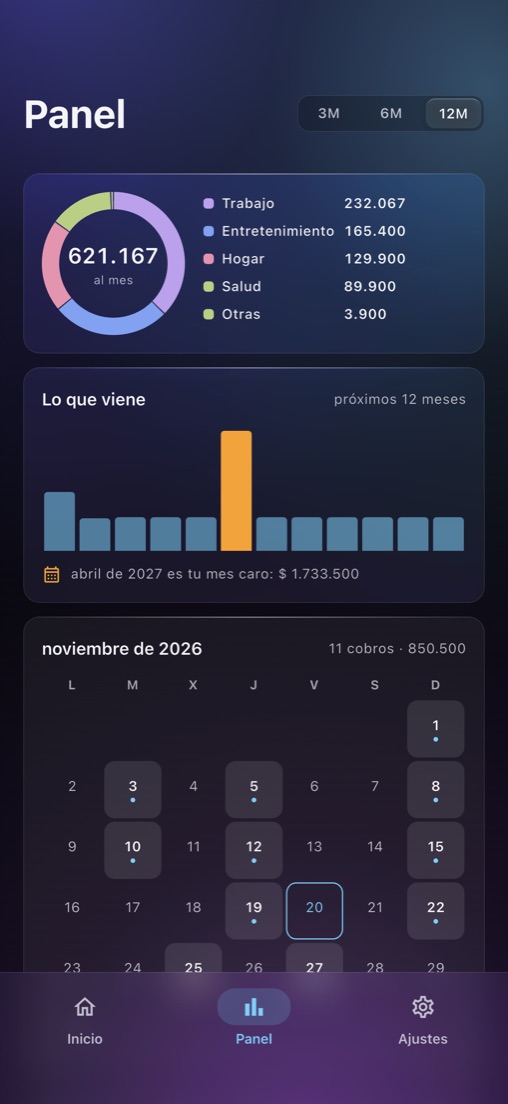 Panel
3M 6M 12M
621.167
al mes
Trabajo 232.067
Entretenimiento 165.400
Hogar 129.900
Salud 89.900
Otras 3.900
Lo que viene próximos 12 meses
abril de 2027 es tu mes caro: $ 1.733.500
noviembre de 2026 11 cobros · 850.500
L M X J V S D
1
2 3 4 5 6 7 8
9 10 11 12 13 14 15
16 17 18 19 20 21 22
23 24 25 26 27 28 29
Inicio Panel Ajustes